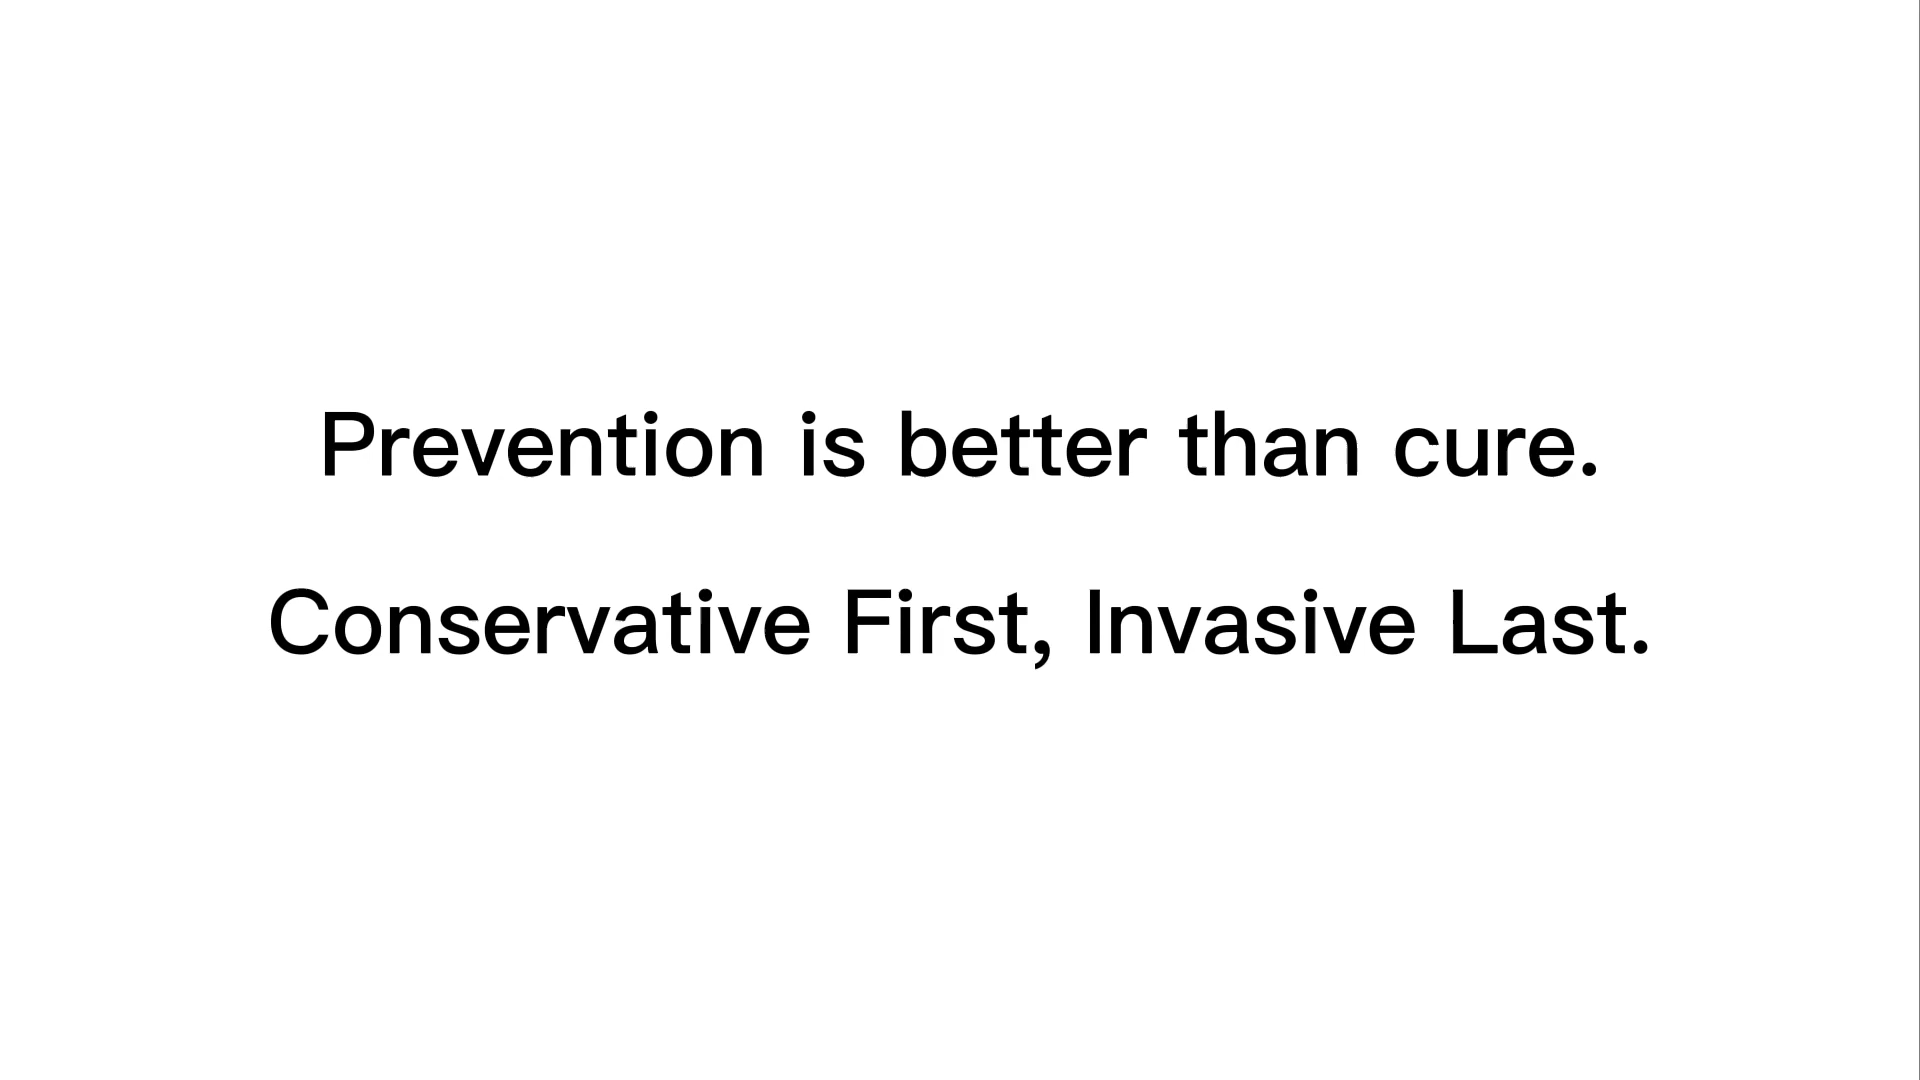 Prevention is better than cure.
Conservative First, Invasive Last.